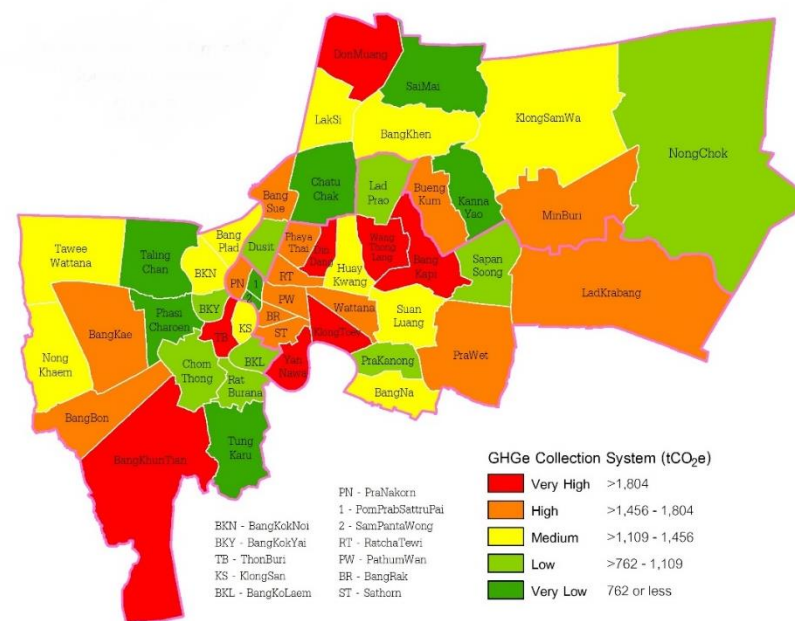 DonMuang
SaiMai
LakSi
BangKhen
KlongSamWa
NongChok
Chatu
Chak
Lad
Prao
Bueng
Kum
Kanna
Yao
MinBuri
Bang
Sue
Bang
Plad
Dusit
Phaya
Thai
Din
Dang
Wang
Thong
Lang
Bang
Kapi
Sapan
Soong
LadKrabang
Tawee
Wattana
Taling
Chan
BKN
PN
1
2
RT
Huay
Kwang
BangKae
Phasi
Charoen
BKY
PW
Wattana
Suan
Luang
Nong
Khaem
TB
KS
BR
ST
KlongToey
PraWet
Chom
Thong
BKL
Yan
Nawa
PraKanong
Rat
Burana
BangNa
BangBon
Tung
Karu
BangKhunTian
BKN - BangKokNoi
BKY - BangKokYai
TB - ThonBuri
KS - KlongSan
BKL - BangKoLaem
PN - PraNakorn
1 - PomPrabSattruPai
2 - SamPantaWong
RT - RatchaTewi
PW - PathumWan
BR - BangRak
ST - Sathorn
GHGe Collection System (tCO₂e)
Very High >1,804
High >1,456 - 1,804
Medium >1,109 - 1,456
Low >762 - 1,109
Very Low 762 or less